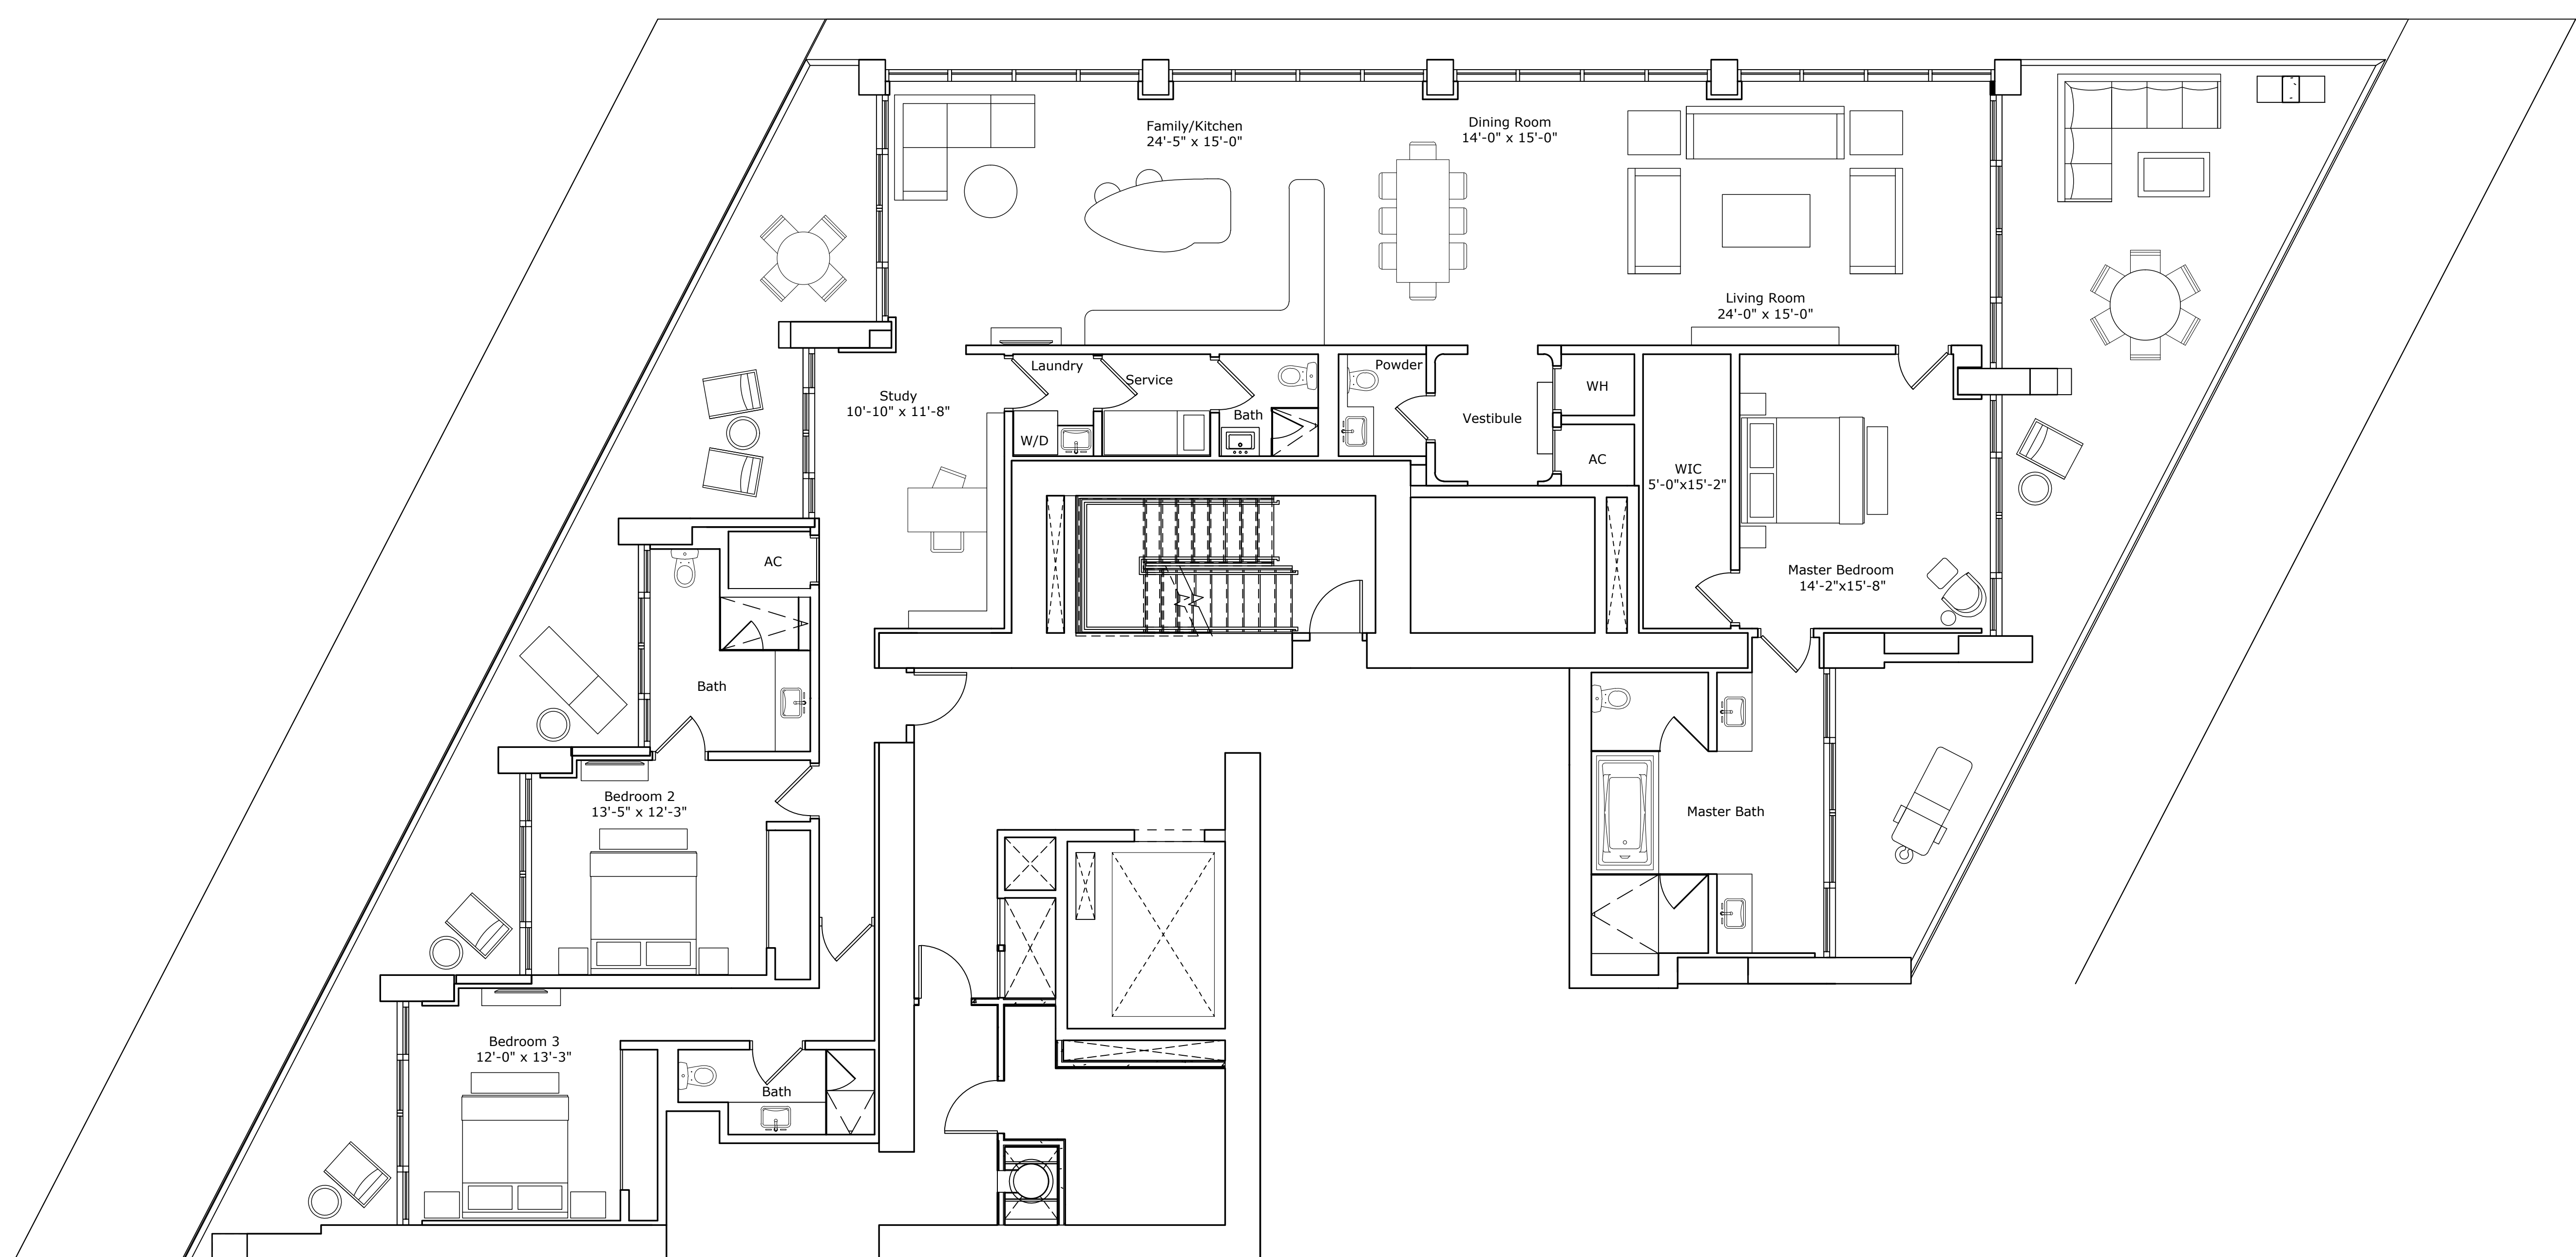 Family/Kitchen
24'-5" x 15'-0"
Dining Room
14'-0" x 15'-0"
Living Room
24'-0" x 15'-0"
Laundry
Service
Powder
Study
10'-10" x 11'-8"
Bath
W/D
Vestibule
WH
AC
WIC
5'-0"x15'-2"
AC
Master Bedroom
14'-2"x15'-8"
Bath
Bedroom 2
13'-5" x 12'-3"
Master Bath
Bedroom 3
12'-0" x 13'-3"
Bath